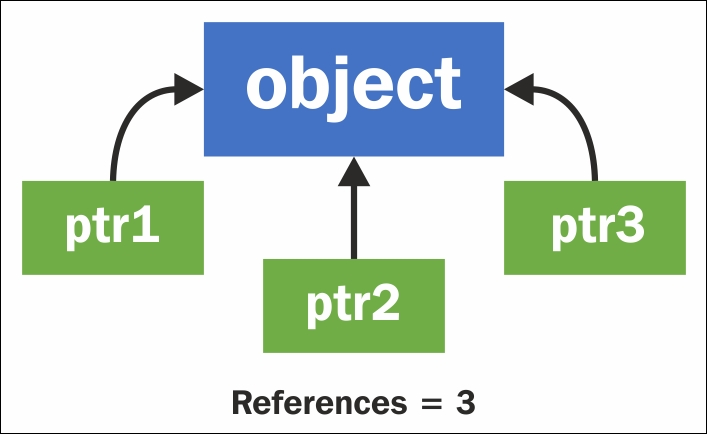 object
ptr1
ptr2
ptr3
References = 3